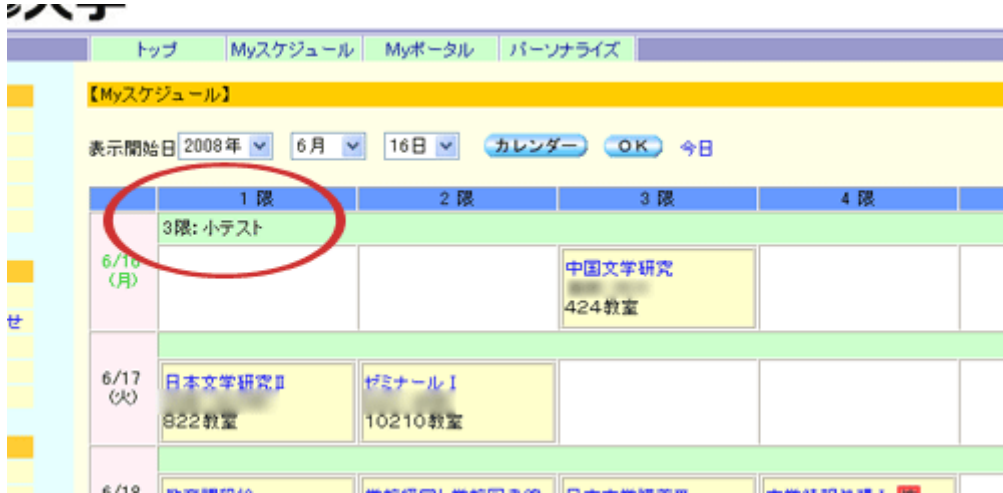 トップ Myスケジュール Myポータル パーソナライズ
【Myスケジュール】
表示開始日 2008年 6月 16日 カレンダー OK 今日
1限 2限 3限 4限
3限: 小テスト
6/16
(月)
中国文学研究
424教室
せ
6/17
(火)
日本文学研究Ⅱ ゼミナールⅠ
822教室 10210教室
6/18